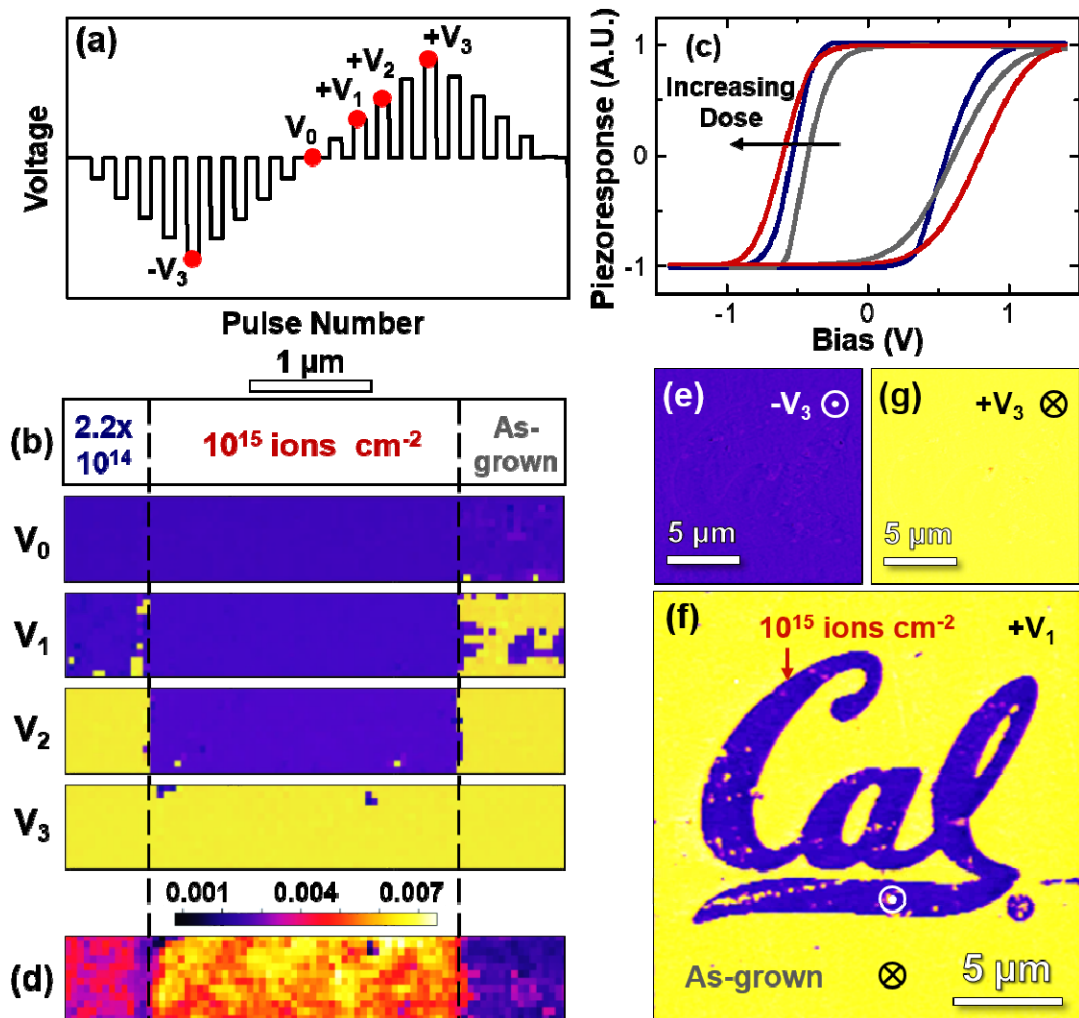 (a)
+V3
+V2
+V1
V0
-V3
Voltage
Pulse Number
(c)
Increasing
Dose
1
0
-1
Piezoresponse (A.U.)
-1
0
1
Bias (V)
1 μm
(b)
2.2x
10^14
10^15 ions cm^-2
As-
grown
V0
V1
V2
V3
0.001
0.004
0.007
(d)
(e)
-V3
5 μm
(g)
+V3
5 μm
(f)
10^15 ions cm^-2
+V1
Cal
As-grown
5 μm